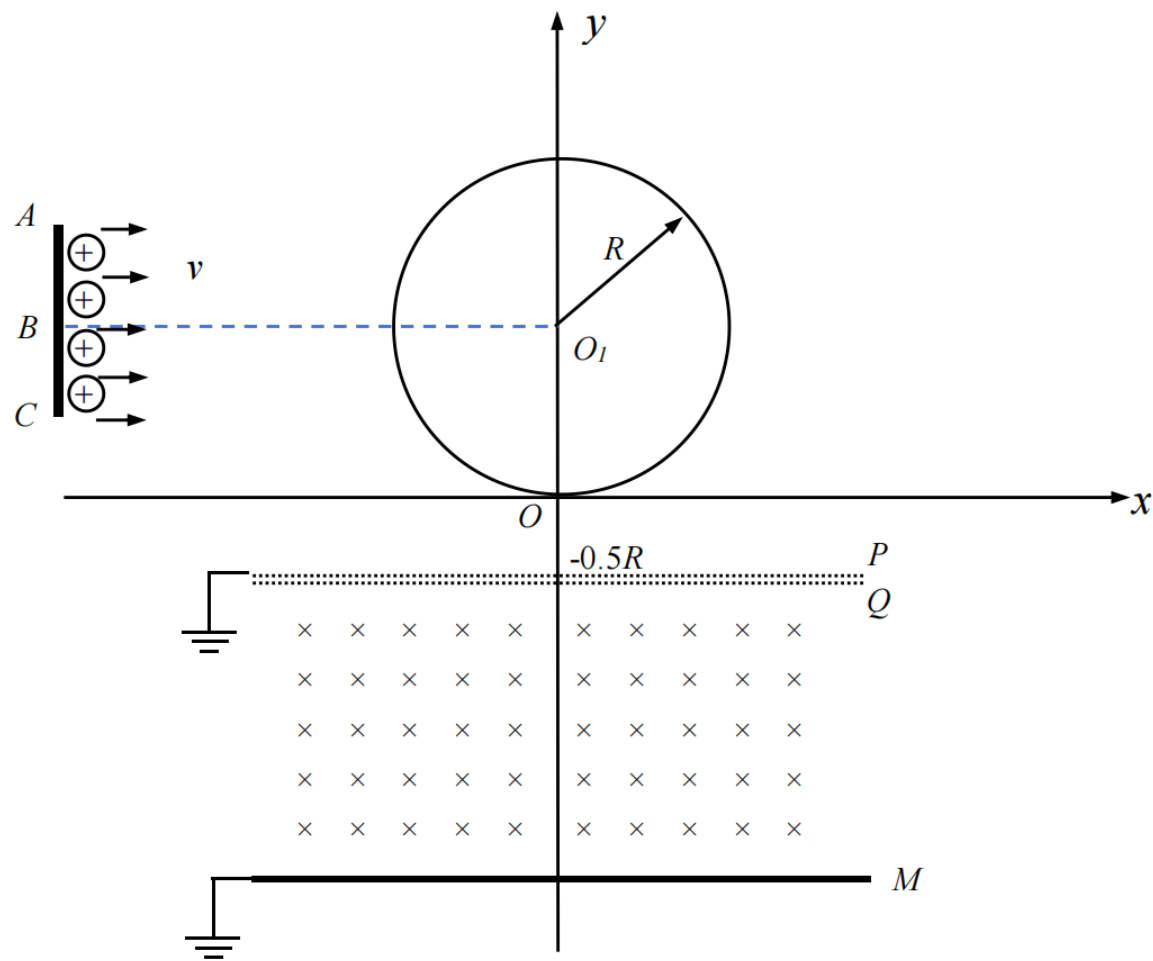 y
A
v
R
B
O₁
C
x
O
-0.5R
P
Q
× × × × × × × × × ×
× × × × × × × × × ×
× × × × × × × × × ×
× × × × × × × × × ×
× × × × × × × × × ×
M